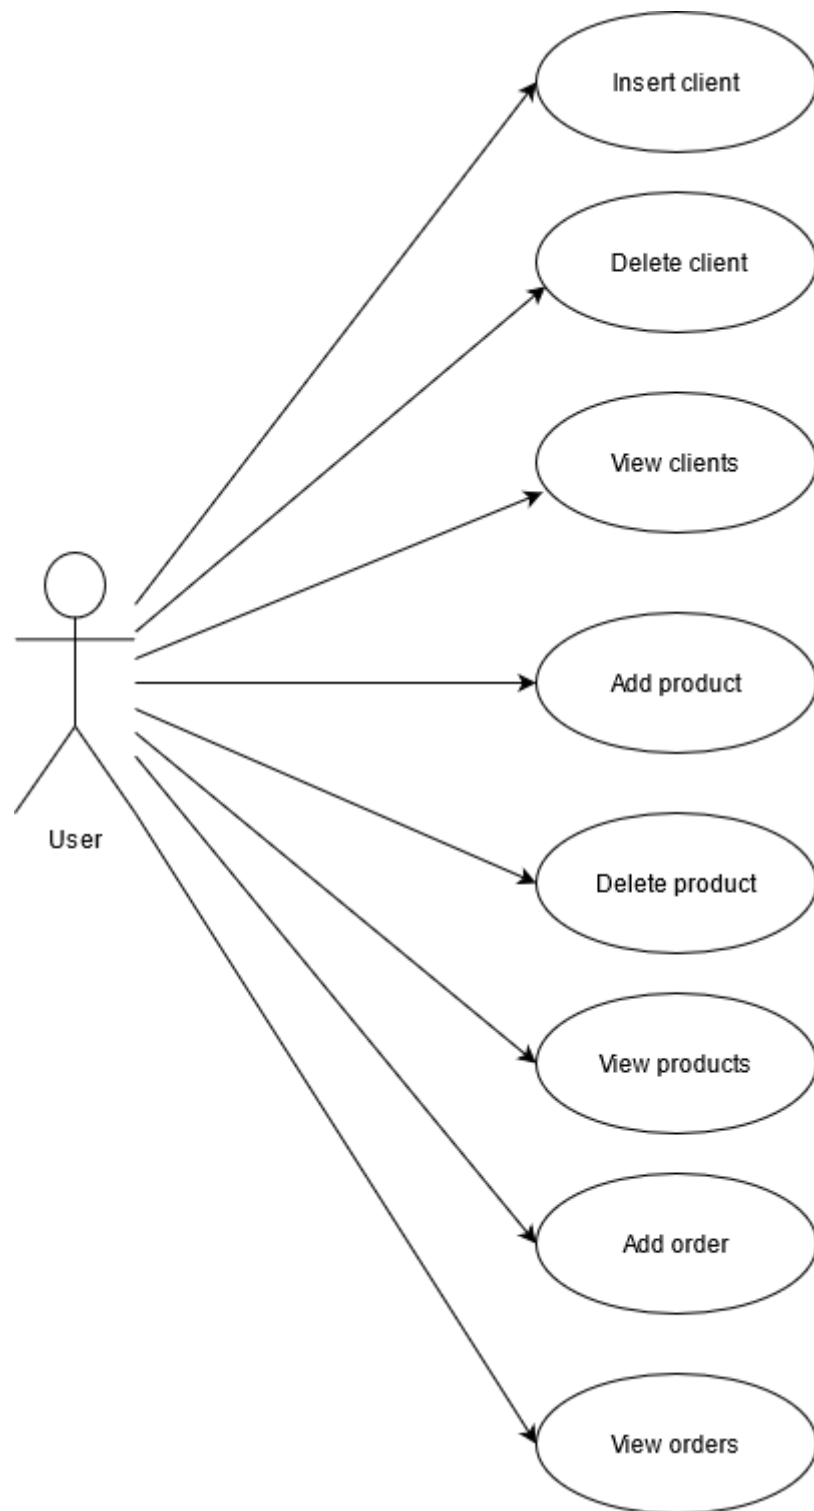 Insert client
Delete client
View clients
Add product
User
Delete product
View products
Add order
View orders